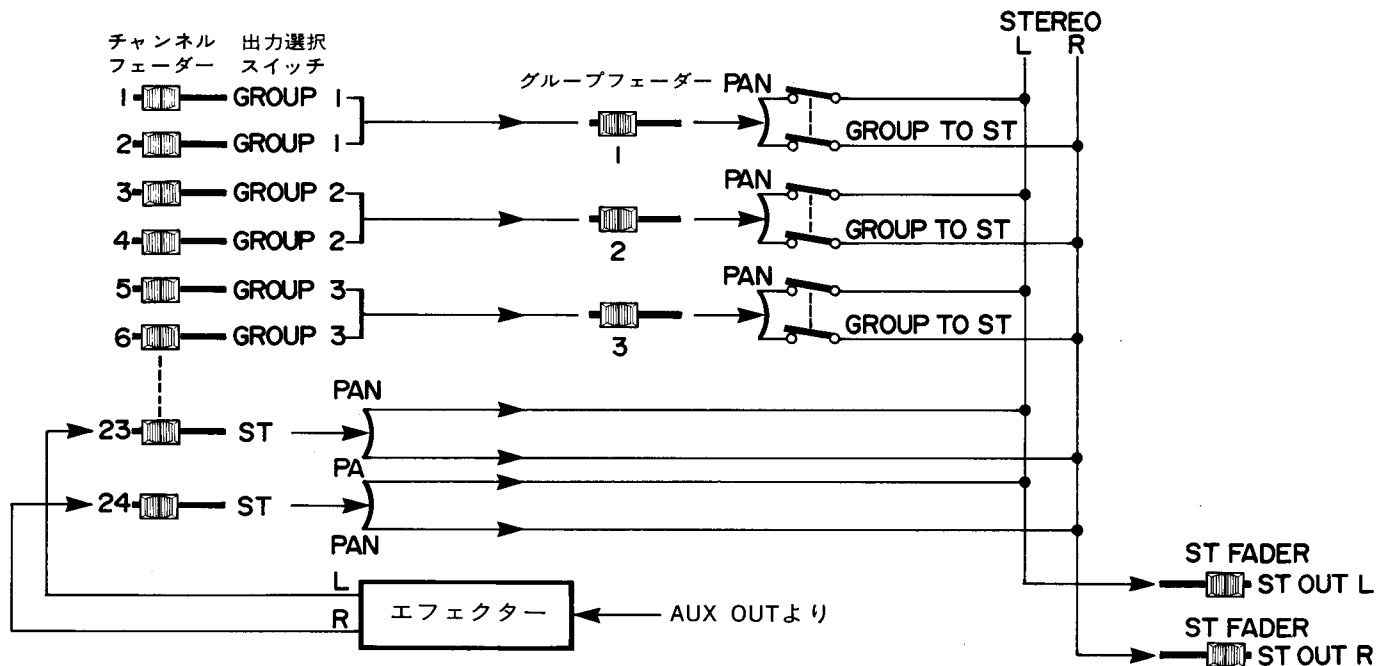 STEREO
L R
チャンネル 出力選択
フェーダー スイッチ
グループフェーダー
1 GROUP 1
2 GROUP 1
1
PAN
GROUP TO ST
3 GROUP 2
4 GROUP 2
2
PAN
GROUP TO ST
5 GROUP 3
6 GROUP 3
3
PAN
GROUP TO ST
PAN
23 ST
PA
24 ST
PAN
L
R
エフェクター
AUX OUTより
ST FADER
ST OUT L
ST FADER
ST OUT R